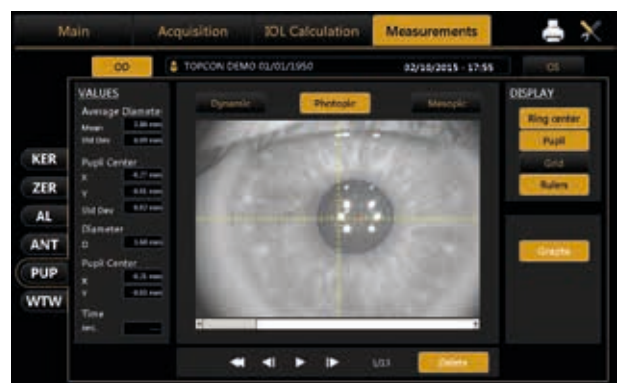 Main Acquisition IOL Calculation Measurements
OD TOPCON DEMO 01/01/1950 02/10/2015 - 17:55 OS
VALUES
Average Diameter
Mean
Std Dev
Pupil Center
X
Y
Std Dev
Diameter
D
Pupil Center
X
Y
Time
sec.
KER
ZER
AL
ANT
PUP
WTW
Dynamic Photopic Mesopic
DISPLAY
Ring center
Pupil
Grid
Rulers
Graphs
1/13 Delete